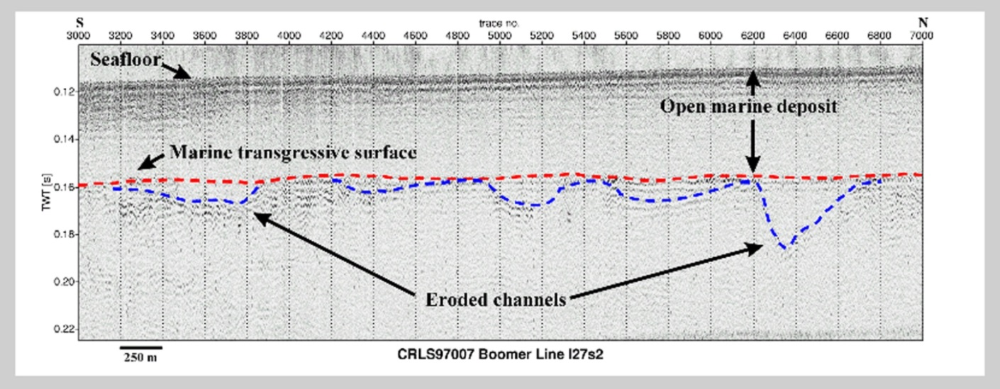 S trace no. N
3000 3200 3400 3600 3800 4000 4200 4400 4600 4800 5000 5200 5400 5600 5800 6000 6200 6400 6600 6800 7000
Seafloor
0.12
Open marine deposit
0.14
Marine transgressive surface
0.16
TWT [s]
0.18
0.20
Eroded channels
0.22
250 m
CRLS97007 Boomer Line l27s2